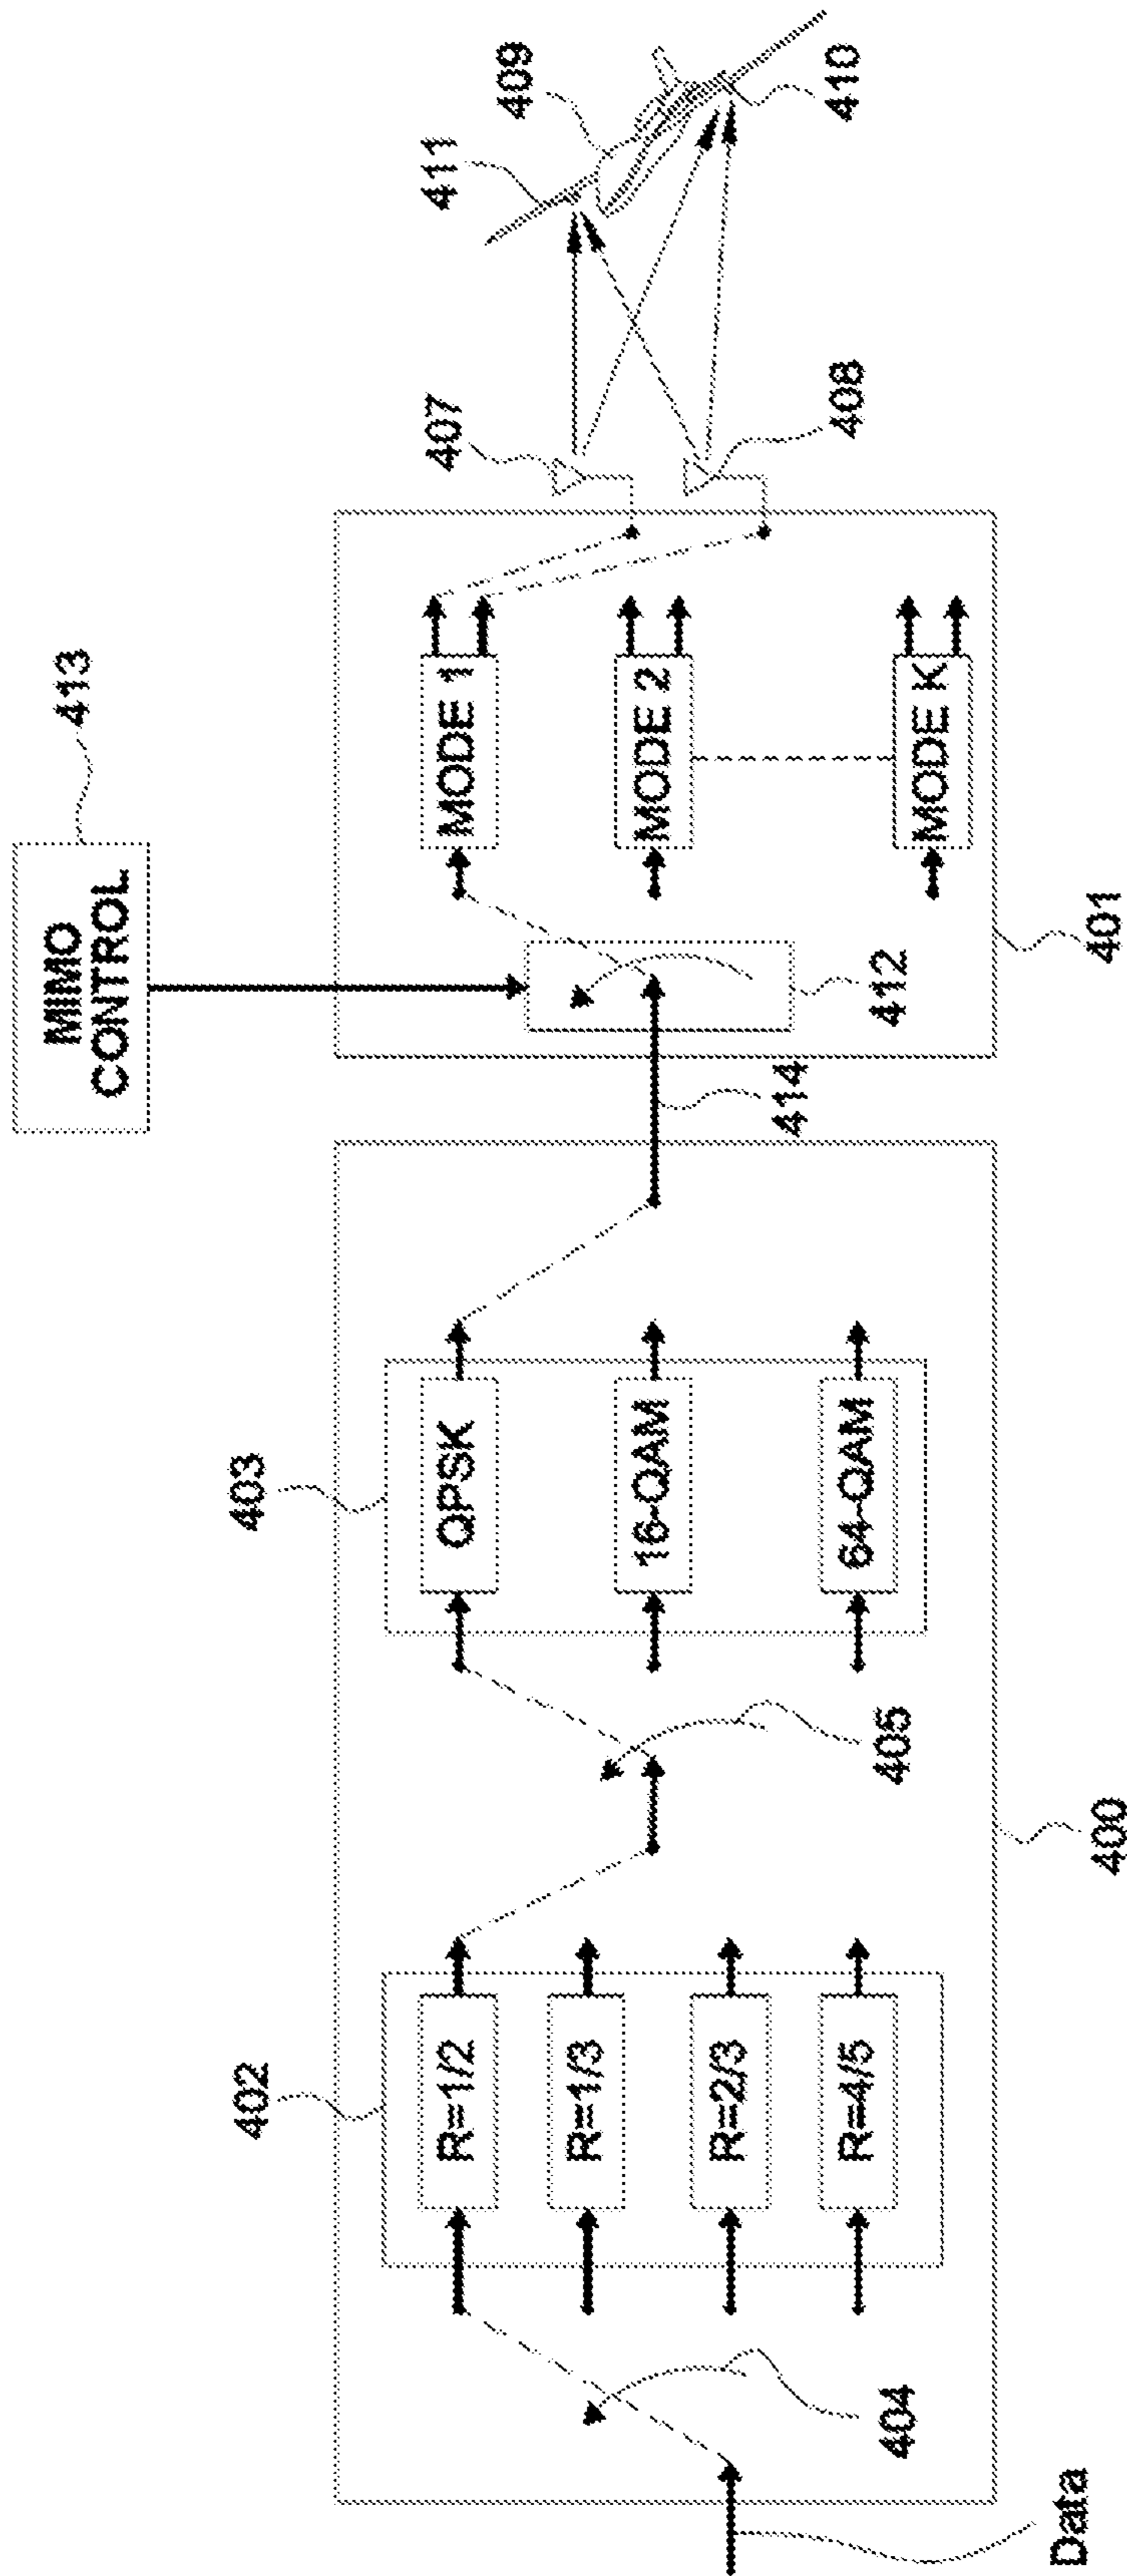 MIMO
CONTROL
413
411
409
407
410
408
MODE 1
MODE 2
MODE K
412
401
414
403
QPSK
16-QAM
64-QAM
405
400
402
R=1/2
R=1/3
R=2/3
R=4/5
404
Data